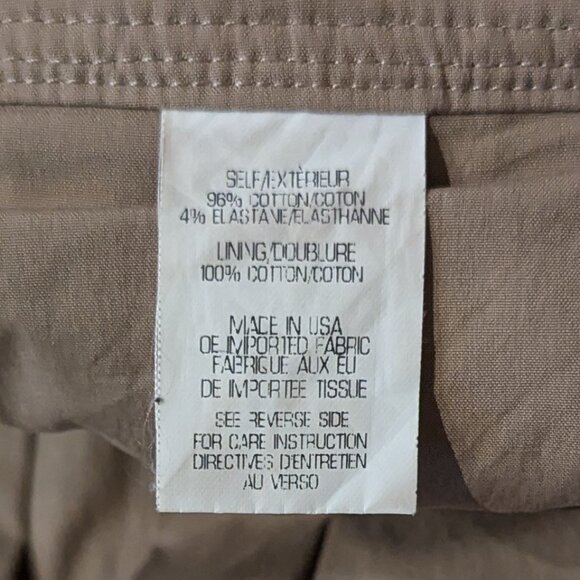 SELF/EXTÈRIEUR
96% COTTON/COTON
4% ELASTANE/ELASTHANNE
LINING/DOUBLURE
100% COTTON/COTON
MADE IN USA
OF IMPORTED FABRIC
FABRIQUE AUX EU
DE IMPORTEE TISSUE
SEE REVERSE SIDE
FOR CARE INSTRUCTION
DIRECTIVES D'ENTRETIEN
AU VERSO